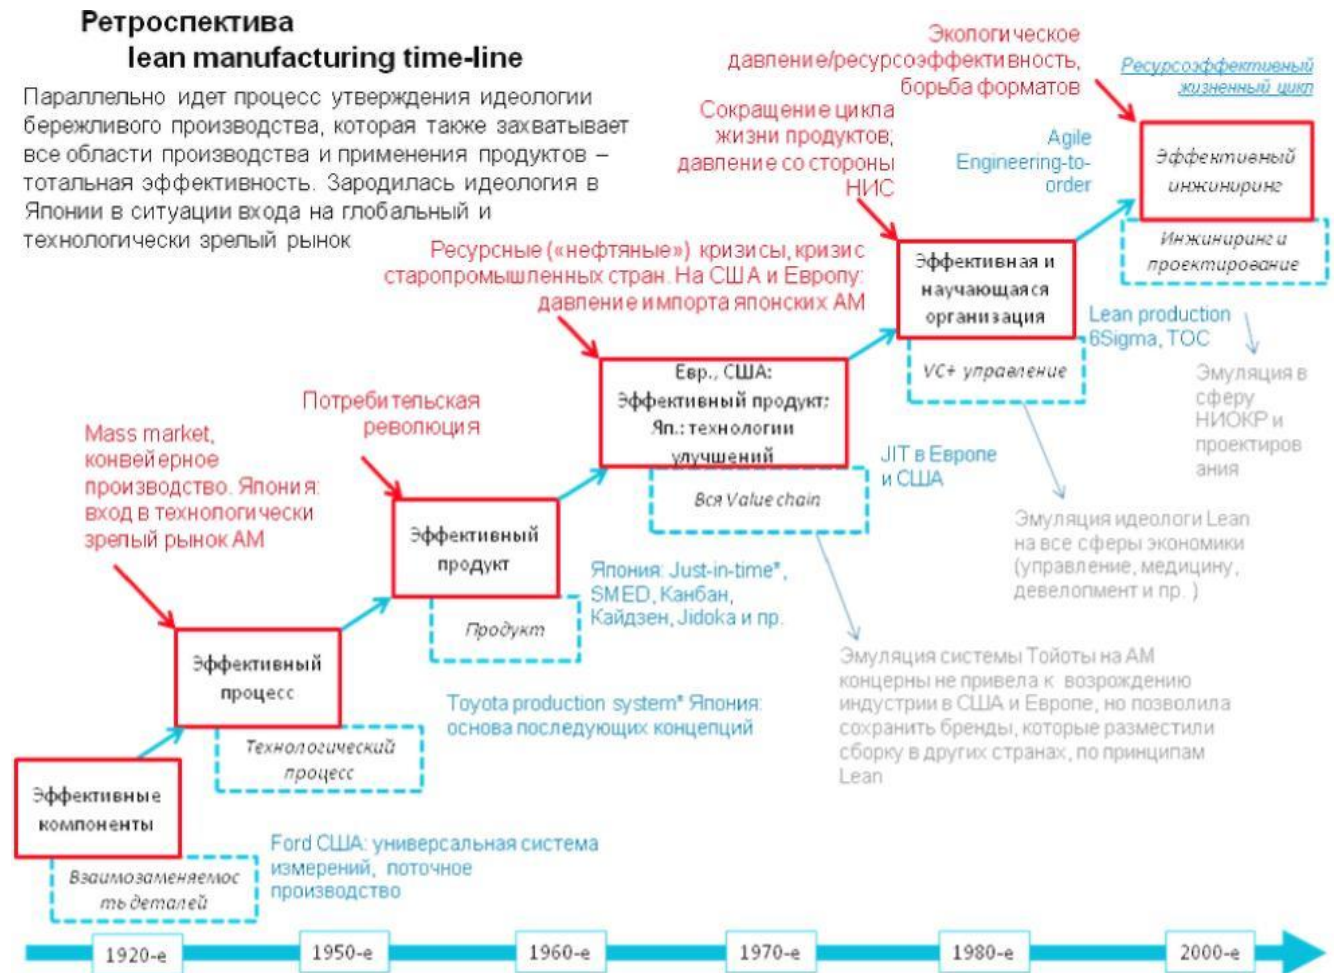 Ретроспектива
lean manufacturing time-line
Параллельно идет процесс утверждения идеологии
бережливого производства, которая также захватывает
все области производства и применения продуктов –
тотальная эффективность. Зародилась идеология в
Японии в ситуации входа на глобальный и
технологически зрелый рынок
Экологическое
давление/ресурсоэффективность,
борьба форматов
Ресурсоэффективный
жизненный цикл
Сокращение цикла
жизни продуктов;
давление со стороны
НИС
Agile
Engineering-to-
order
Эффективный
инжиниринг
Инжиниринг и
проектирование
Ресурсные («нефтяные») кризисы, кризис
старопромышленных стран. На США и Европу:
давление импорта японских АМ
Эффективная и
научающаяся
организация
VC+ управление
Lean production
6Sigma, TOC
Эмуляция в
сферу
НИОКР и
проектиров
ания
Потребительская
революция
Евр., США:
Эффективный продукт;
Яп.: технологии
улучшений
Вся Value chain
JIT в Европе
и США
Эмуляция идеологи Lean
на все сферы экономики
(управление, медицину,
девелопмент и пр. )
Mass market,
конвейерное
производство. Япония:
вход в технологически
зрелый рынок АМ
Эффективный
продукт
Продукт
Япония: Just-in-time*,
SMED, Канбан,
Кайдзен, Jidoka и пр.
Эмуляция системы Тойоты на АМ
концерны не привела к возрождению
индустрии в США и Европе, но позволила
сохранить бренды, которые разместили
сборку в других странах, по принципам
Lean
Эффективный
процесс
Технологический
процесс
Toyota production system* Япония:
основа последующих концепций
Эффективные
компоненты
Взаимозаменяемос
ть деталей
Ford США: универсальная система
измерений, поточное
производство
1920-е
1950-е
1960-е
1970-е
1980-е
2000-е